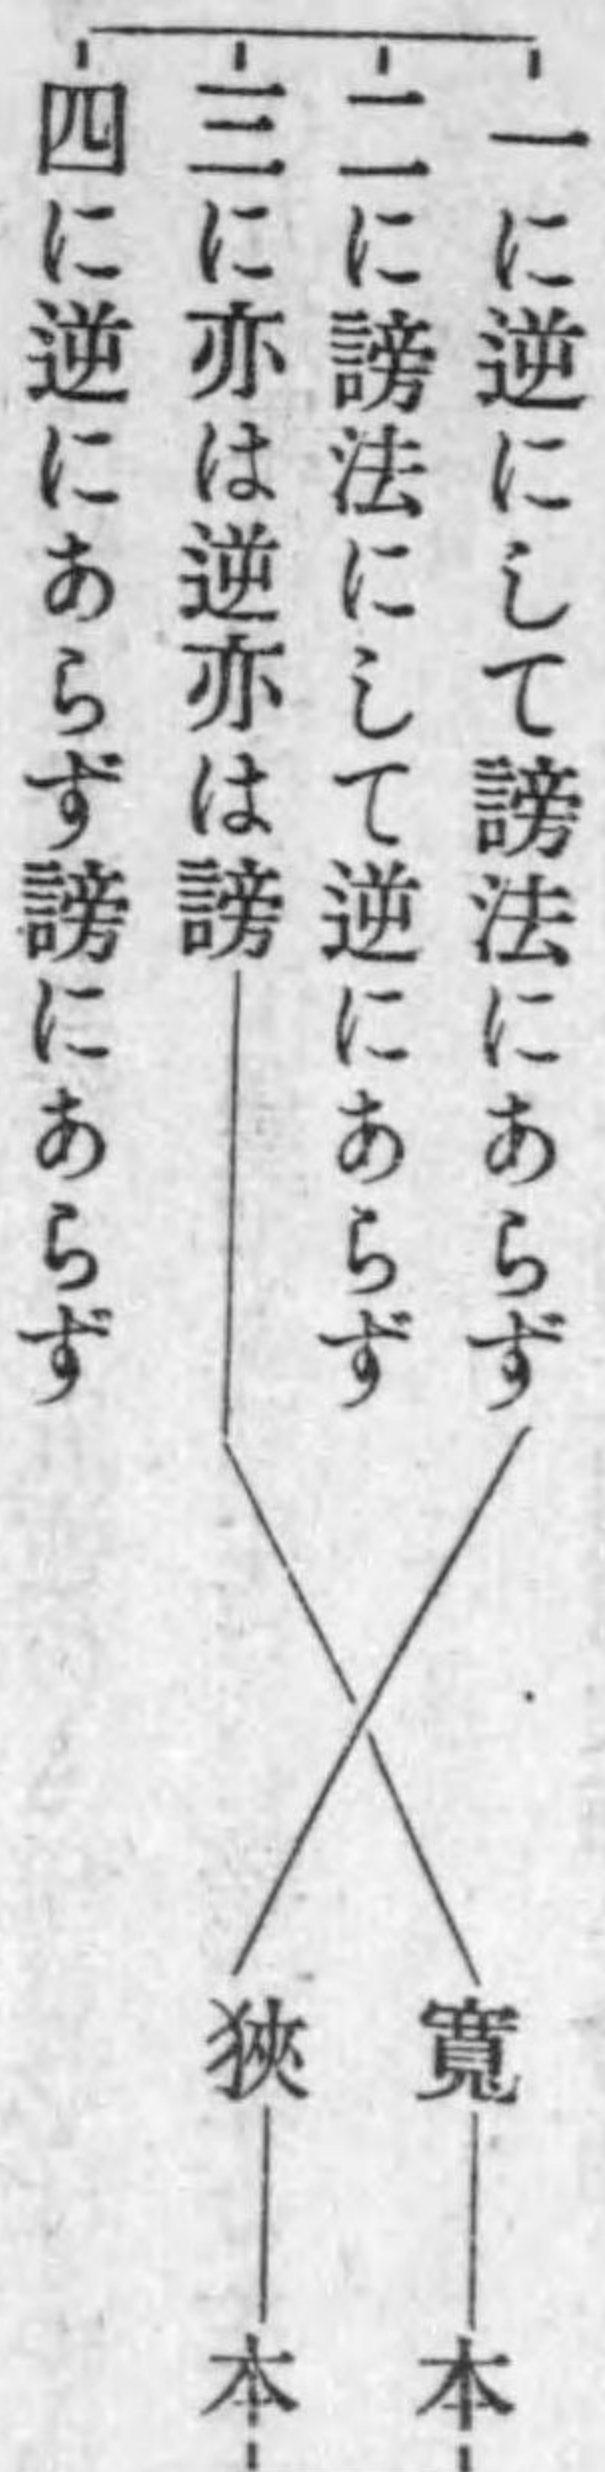 一に逆にして謗法にあらず
二に謗法にして逆にあらず
三に亦は逆亦は謗
四に逆にあらず謗にあらず
寛
狹
本
本